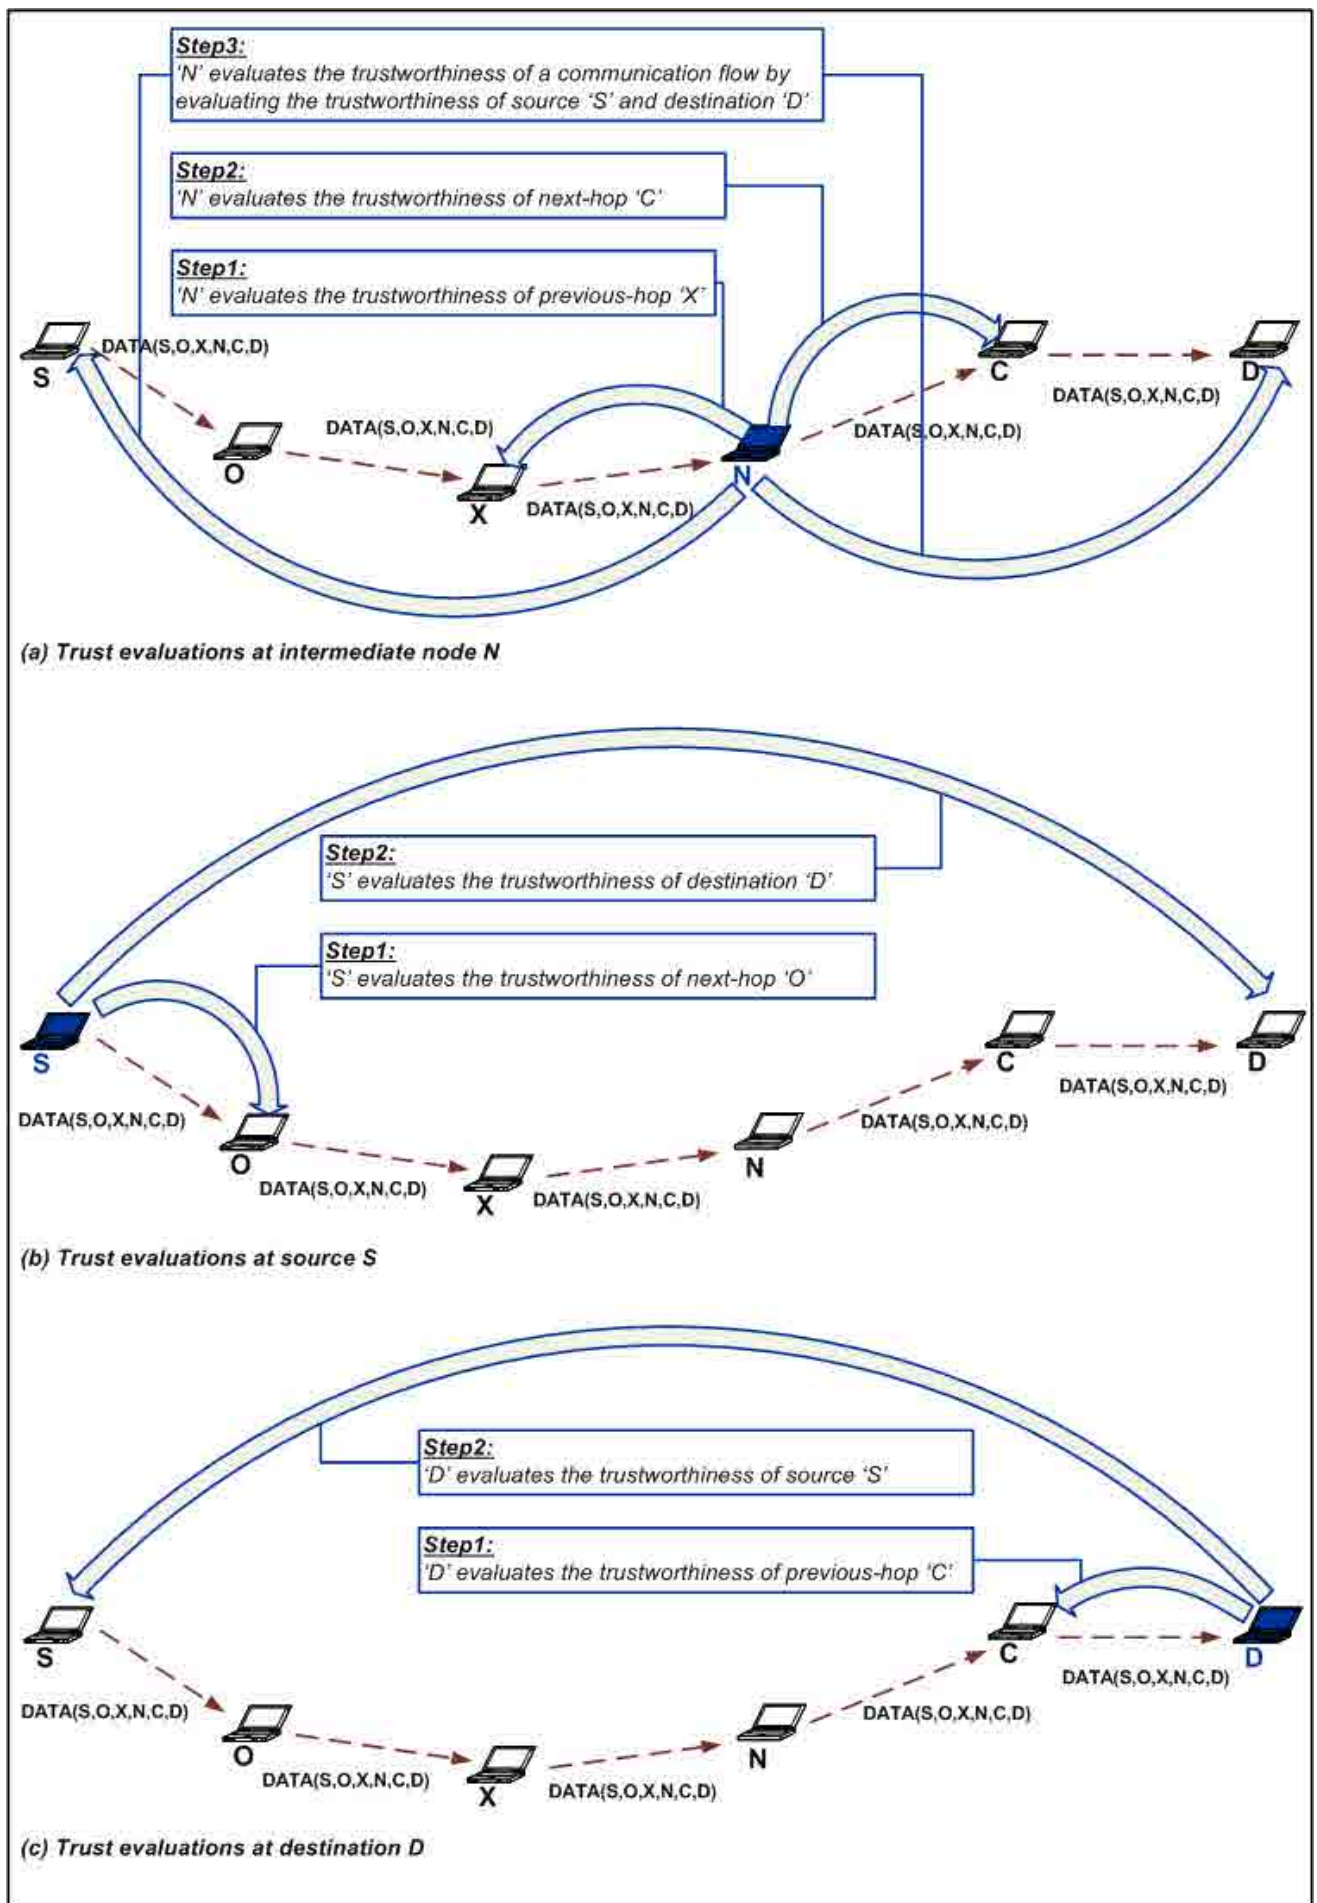 Step3:
‘N’ evaluates the trustworthiness of a communication flow by
evaluating the trustworthiness of source ‘S’ and destination ‘D’
Step2:
‘N’ evaluates the trustworthiness of next-hop ‘C’
Step1:
‘N’ evaluates the trustworthiness of previous-hop ‘X’
S
DATA(S,O,X,N,C,D)
O
DATA(S,O,X,N,C,D)
X
DATA(S,O,X,N,C,D)
N
DATA(S,O,X,N,C,D)
C
DATA(S,O,X,N,C,D)
D
(a) Trust evaluations at intermediate node N
Step2:
‘S’ evaluates the trustworthiness of destination ‘D’
Step1:
‘S’ evaluates the trustworthiness of next-hop ‘O’
S
DATA(S,O,X,N,C,D)
O
DATA(S,O,X,N,C,D)
X
DATA(S,O,X,N,C,D)
N
DATA(S,O,X,N,C,D)
C
DATA(S,O,X,N,C,D)
D
(b) Trust evaluations at source S
Step2:
‘D’ evaluates the trustworthiness of source ‘S’
Step1:
‘D’ evaluates the trustworthiness of previous-hop ‘C’
S
DATA(S,O,X,N,C,D)
O
DATA(S,O,X,N,C,D)
X
DATA(S,O,X,N,C,D)
N
DATA(S,O,X,N,C,D)
C
DATA(S,O,X,N,C,D)
D
(c) Trust evaluations at destination D